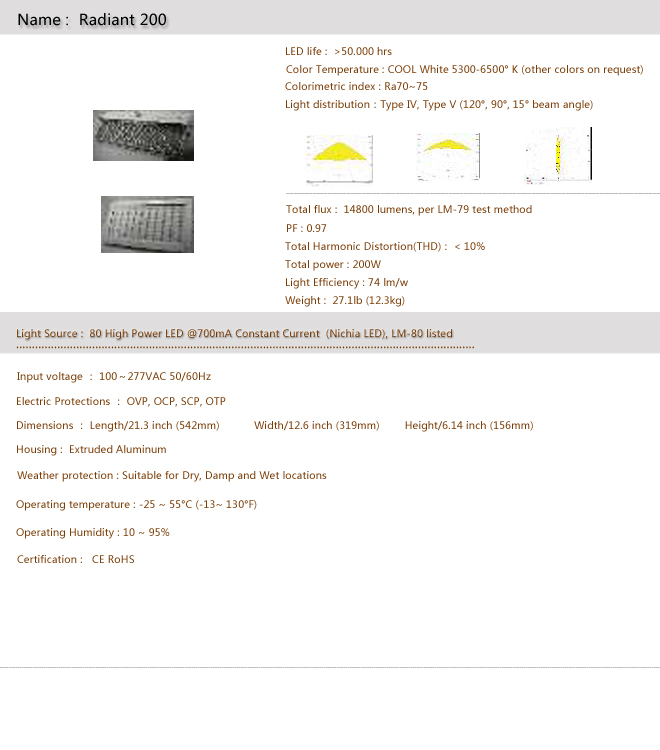 Name : Radiant 200
LED life : >50.000 hrs
Color Temperature : COOL White 5300-6500° K (other colors on request)
Colorimetric index : Ra70~75
Light distribution : Type IV, Type V (120°, 90°, 15° beam angle)
Total flux : 14800 lumens, per LM-79 test method
PF : 0.97
Total Harmonic Distortion(THD) : < 10%
Total power : 200W
Light Efficiency : 74 lm/w
Weight : 27.1lb (12.3kg)
Light Source : 80 High Power LED @700mA Constant Current (Nichia LED), LM-80 listed
Input voltage : 100~277VAC 50/60Hz
Electric Protections : OVP, OCP, SCP, OTP
Dimensions : Length/21.3 inch (542mm) Width/12.6 inch (319mm) Height/6.14 inch (156mm)
Housing : Extruded Aluminum
Weather protection : Suitable for Dry, Damp and Wet locations
Operating temperature : -25 ~ 55°C (-13~ 130°F)
Operating Humidity : 10 ~ 95%
Certification : CE RoHS